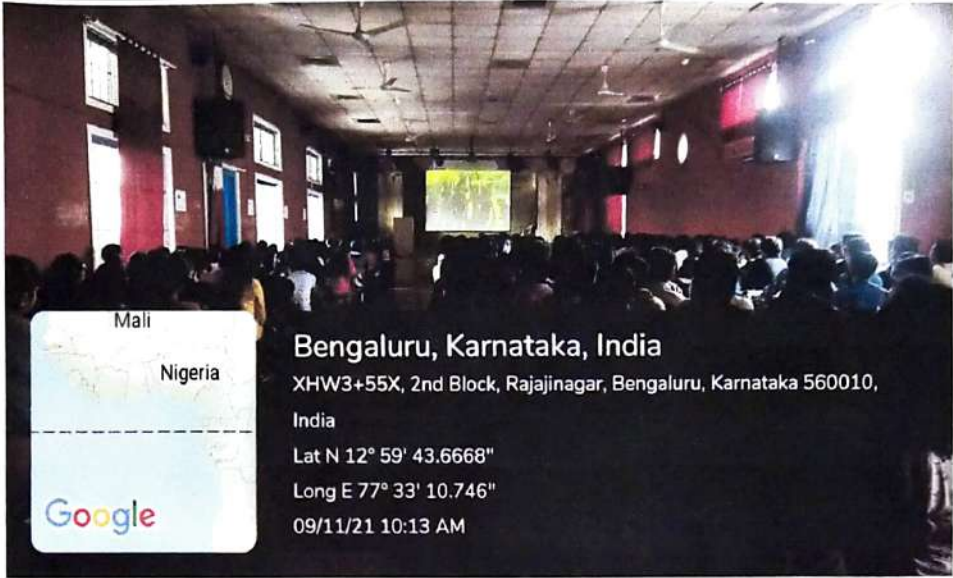 Mali
Nigeria
Google
Bengaluru, Karnataka, India
XHW3+55X, 2nd Block, Rajajinagar, Bengaluru, Karnataka 560010,
India
Lat N 12° 59' 43.6668"
Long E 77° 33' 10.746"
09/11/21 10:13 AM